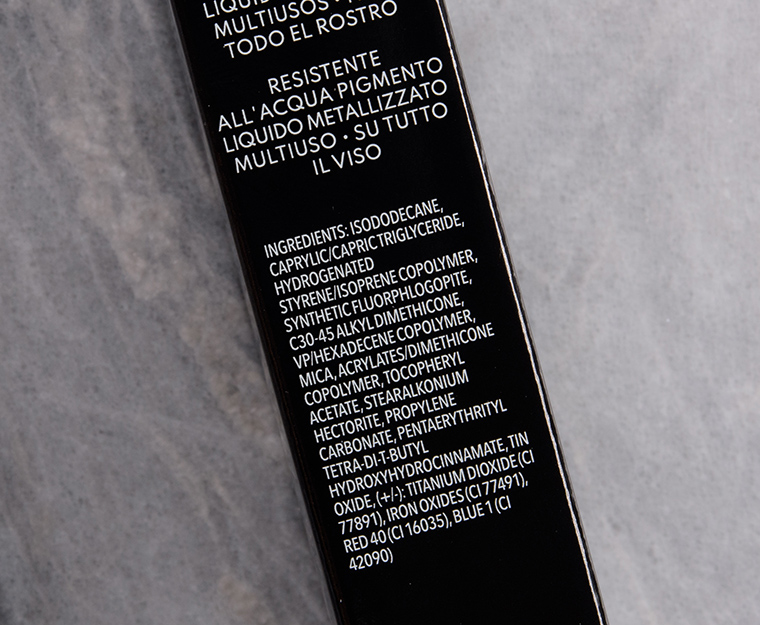 LIQUIDO
MULTIUSOS •
TODO EL ROSTRO
RESISTENTE
ALL'ACQUA PIGMENTO
LIQUIDO METALLIZZATO
MULTIUSO • SU TUTTO
IL VISO
INGREDIENTS: ISODODECANE,
CAPRYLIC/CAPRIC TRIGLYCERIDE,
HYDROGENATED
STYRENE/ISOPRENE COPOLYMER,
SYNTHETIC FLUORPHLOGOPITE,
C30-45 ALKYL DIMETHICONE,
VP/HEXADECENE COPOLYMER,
MICA, ACRYLATES/DIMETHICONE
COPOLYMER, TOCOPHERYL
ACETATE, STEARALKONIUM
HECTORITE, PROPYLENE
CARBONATE, PENTAERYTHRITYL
TETRA-DI-T-BUTYL
HYDROXYHYDROCINNAMATE, TIN
OXIDE, (+/-): TITANIUM DIOXIDE (CI
77891), IRON OXIDES (CI 77491),
RED 40 (CI 16035), BLUE 1 (CI
42090)